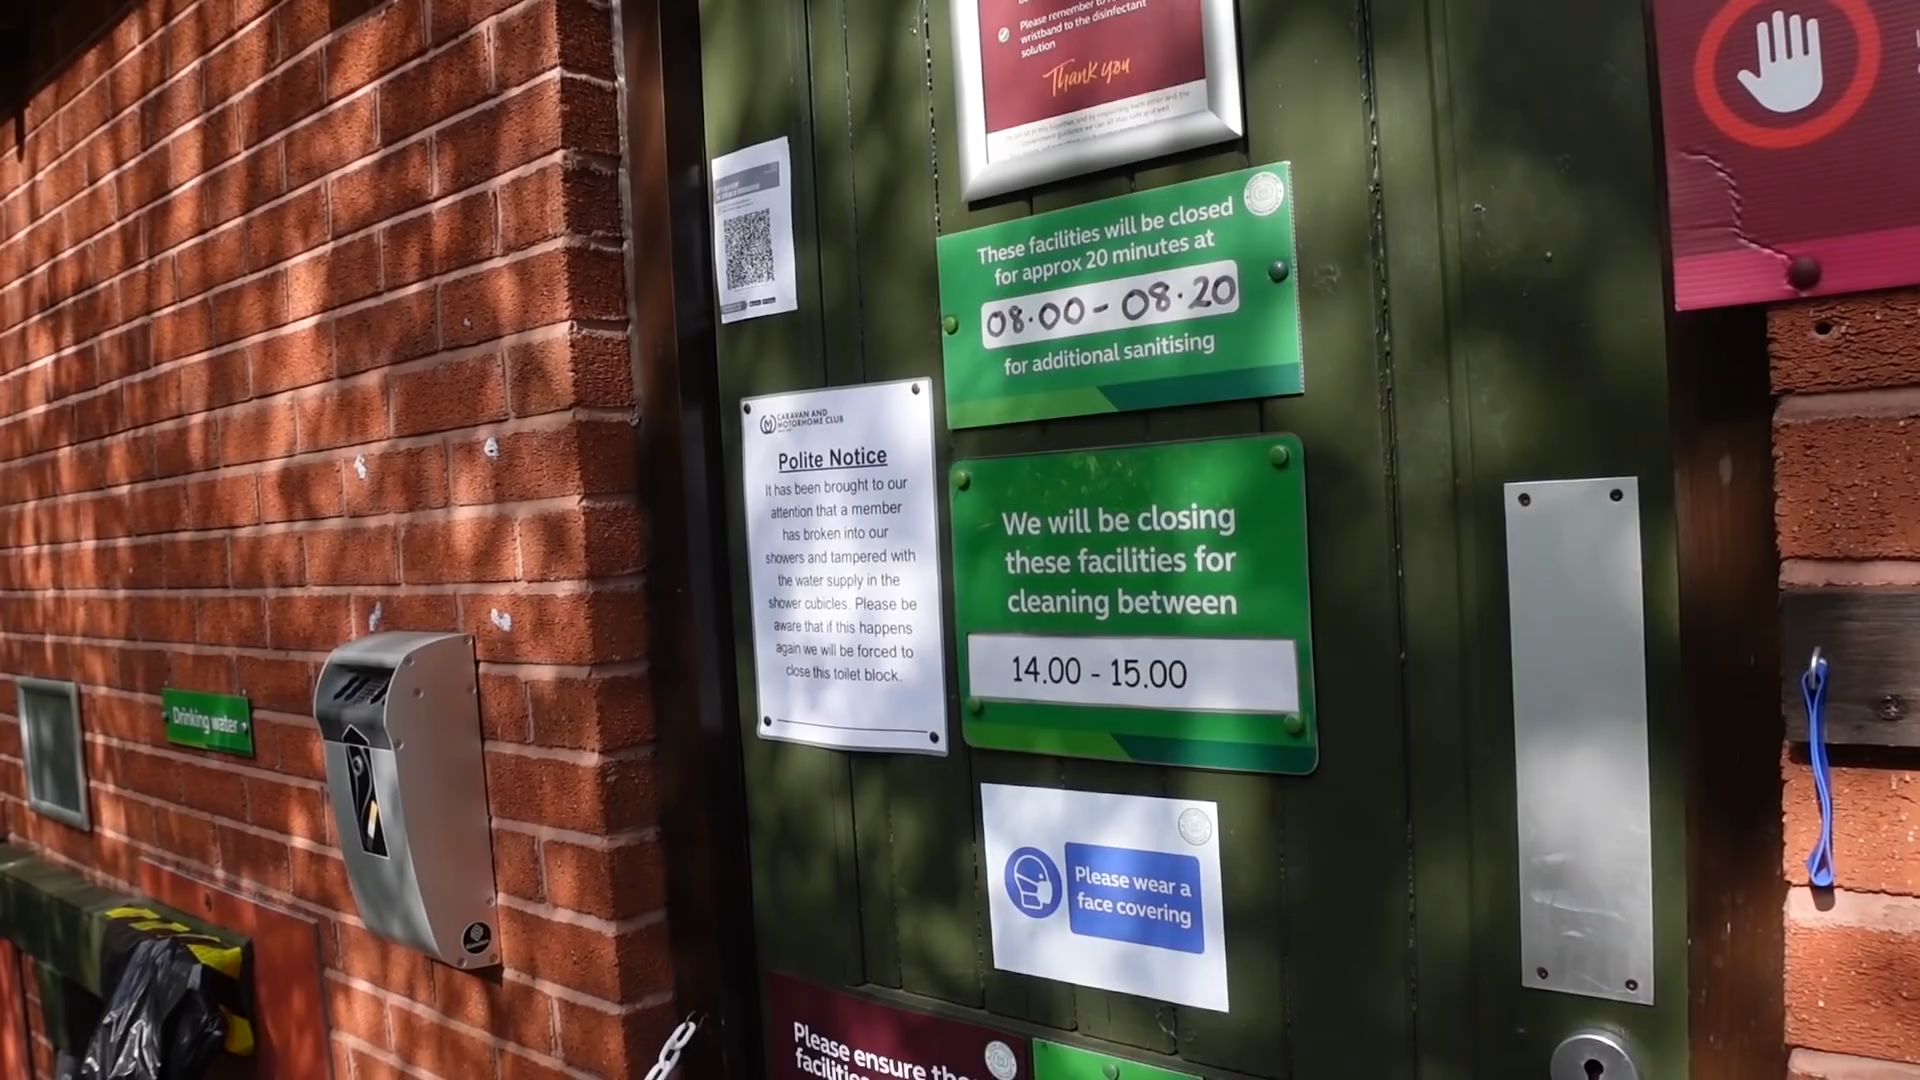 Please remember to
wristband to the disinfectant
solution
Thank you
These facilities will be closed
for approx 20 minutes at
08.00 - 08.20
for additional sanitising
CARAVAN AND
MOTORHOME CLUB
Polite Notice
It has been brought to our
attention that a member
has broken into our
showers and tampered with
the water supply in the
shower cubicles. Please be
aware that if this happens
again we will be forced to
close this toilet block.
We will be closing
these facilities for
cleaning between
14.00 - 15.00
Drinking water
Please wear a
face covering
Please ensure